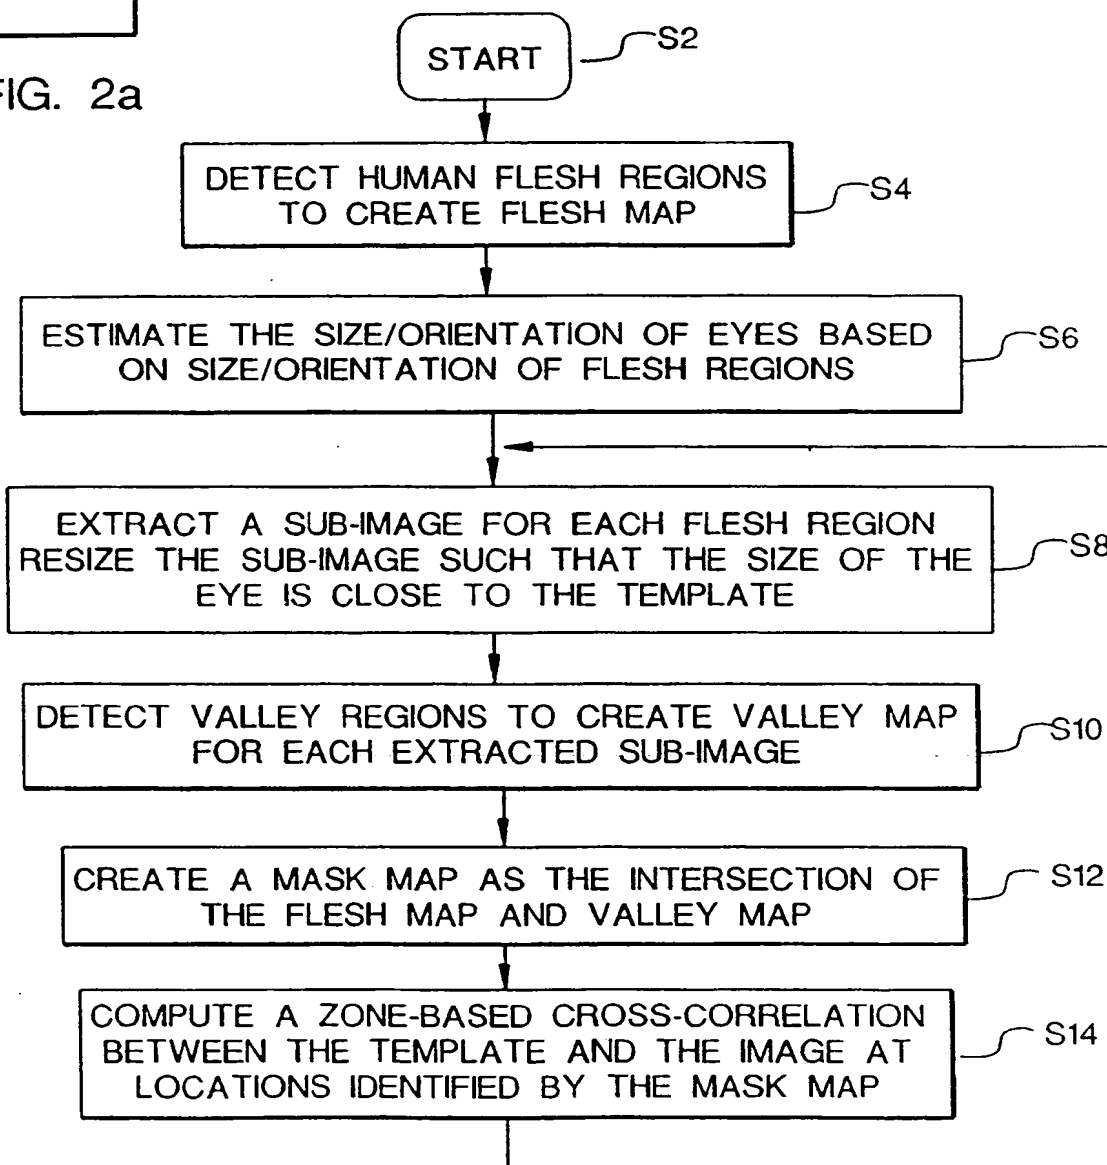 START
S2
FIG. 2a
DETECT HUMAN FLESH REGIONS
TO CREATE FLESH MAP
S4
ESTIMATE THE SIZE/ORIENTATION OF EYES BASED
ON SIZE/ORIENTATION OF FLESH REGIONS
S6
EXTRACT A SUB-IMAGE FOR EACH FLESH REGION
RESIZE THE SUB-IMAGE SUCH THAT THE SIZE OF THE
EYE IS CLOSE TO THE TEMPLATE
S8
DETECT VALLEY REGIONS TO CREATE VALLEY MAP
FOR EACH EXTRACTED SUB-IMAGE
S10
CREATE A MASK MAP AS THE INTERSECTION OF
THE FLESH MAP AND VALLEY MAP
S12
COMPUTE A ZONE-BASED CROSS-CORRELATION
BETWEEN THE TEMPLATE AND THE IMAGE AT
LOCATIONS IDENTIFIED BY THE MASK MAP
S14